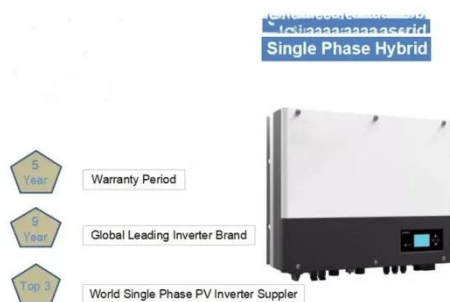 Single Phase Hybrid
5
Year
Warranty Period
9
Year
Global Leading Inverter Brand
Top 3
World Single Phase PV Inverter Suppler